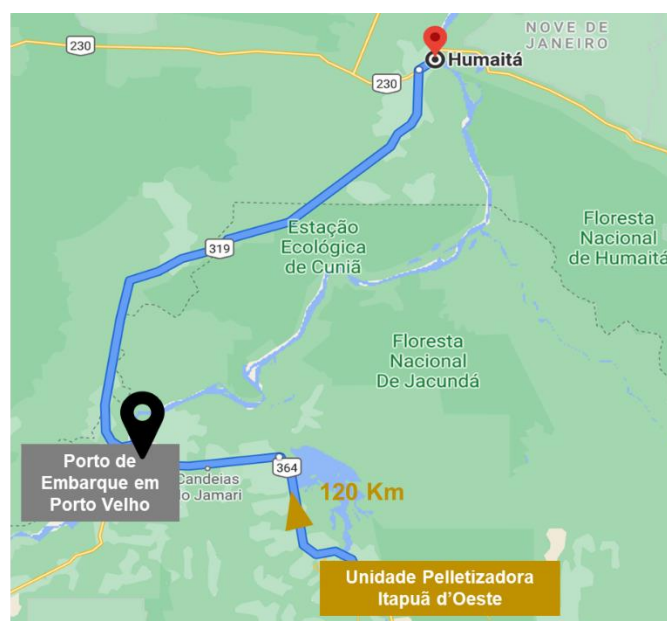 230
NOVE DE
JANEIRO
Humaitá
230
319
Estação
Ecológica
de Cuniã
Floresta
Nacional
de Humaitá
Floresta
Nacional
De Jacundá
Porto de
Embarque em
Porto Velho
Candeias
do Jamari
364
120 Km
Unidade Pelletizadora
Itapuã d'Oeste